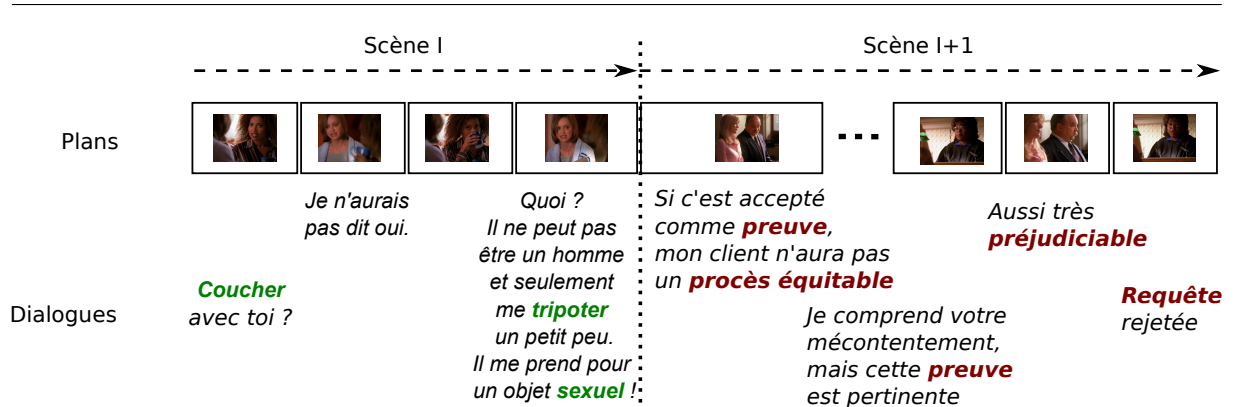 Scène I
Scène I+1
Plans
Je n'aurais
pas dit oui.
Quoi ?
Il ne peut pas
être un homme
et seulement
me tripoter
un petit peu.
Il me prend pour
un objet sexuel !
Si c'est accepté
comme preuve,
mon client n'aura pas
un procès équitable
Aussi très
préjudiciable
Dialogues
Coucher
avec toi ?
Je comprend votre
mécontentement,
mais cette preuve
est pertinente
Requête
rejetée